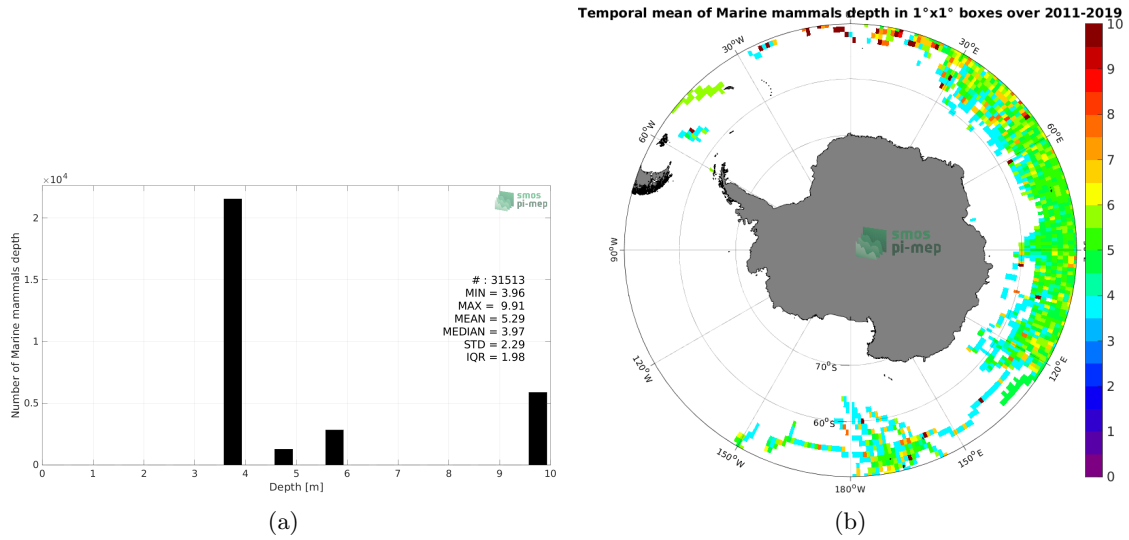 ×10⁴
2
1.5
1
0.5
0
Number of Marine mammals depth
smos
pi-mep
# : 31513
MIN = 3.96
MAX = 9.91
MEAN = 5.29
MEDIAN = 3.97
STD = 2.29
IQR = 1.98
0 1 2 3 4 5 6 7 8 9 10
Depth [m]
(a)
Temporal mean of Marine mammals depth in 1°x1° boxes over 2011-2019
30°W
30°E
60°W
60°E
90°W
smos
pi-mep
120°W
120°E
70°S
60°S
150°W
150°E
180°W
10
9
8
7
6
5
4
3
2
1
0
(b)